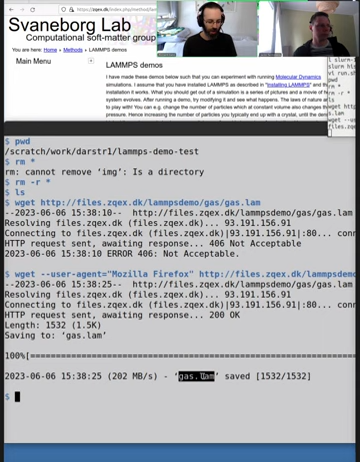 https://zqex.dk/index.php/method/lam
Svaneborg Lab
Computational soft-matter group
You are here: Home ▸ Methods ▸ LAMMPS demos
Main Menu
LAMMPS demos
I have made these demos below such that you can experiment with running Molecular Dynamics
simulations. I assume that you have installed LAMMPS as described in "Installing LAMMPS" and
installation it works. What you should get out of a simulation is a series of pictures and a movie of
system evolves. After running a demo, try modifying it and see what happens. The laws of nature
to play with! You can e.g. change the number of particles at constant volume also changes
pressure. Hence increasing the number of particles you typically end up with a crystal, until the
rm *
rm -r *
ls
$ pwd
/scratch/work/darstr1/lammps-demo-test
$ rm *
rm: cannot remove 'img': Is a directory
$ rm -r *
$ ls
$ wget http://files.zqex.dk/lammpsdemo/gas/gas.lam
--2023-06-06 15:38:10-- http://files.zqex.dk/lammpsdemo/gas/gas.lam
Resolving files.zqex.dk (files.zqex.dk)... 93.191.156.91
Connecting to files.zqex.dk (files.zqex.dk)|93.191.156.91|:80... conn
HTTP request sent, awaiting response... 406 Not Acceptable
2023-06-06 15:38:10 ERROR 406: Not Acceptable.
$ wget --user-agent="Mozilla Firefox" http://files.zqex.dk/lammpsdemo
--2023-06-06 15:38:25-- http://files.zqex.dk/lammpsdemo/gas/gas.lam
Resolving files.zqex.dk (files.zqex.dk)... 93.191.156.91
Connecting to files.zqex.dk (files.zqex.dk)|93.191.156.91|:80... conn
HTTP request sent, awaiting response... 200 OK
Length: 1532 (1.5K)
Saving to: 'gas.lam'
100%[==========================================================
2023-06-06 15:38:25 (202 MB/s) - 'gas.lam' saved [1532/1532]
$